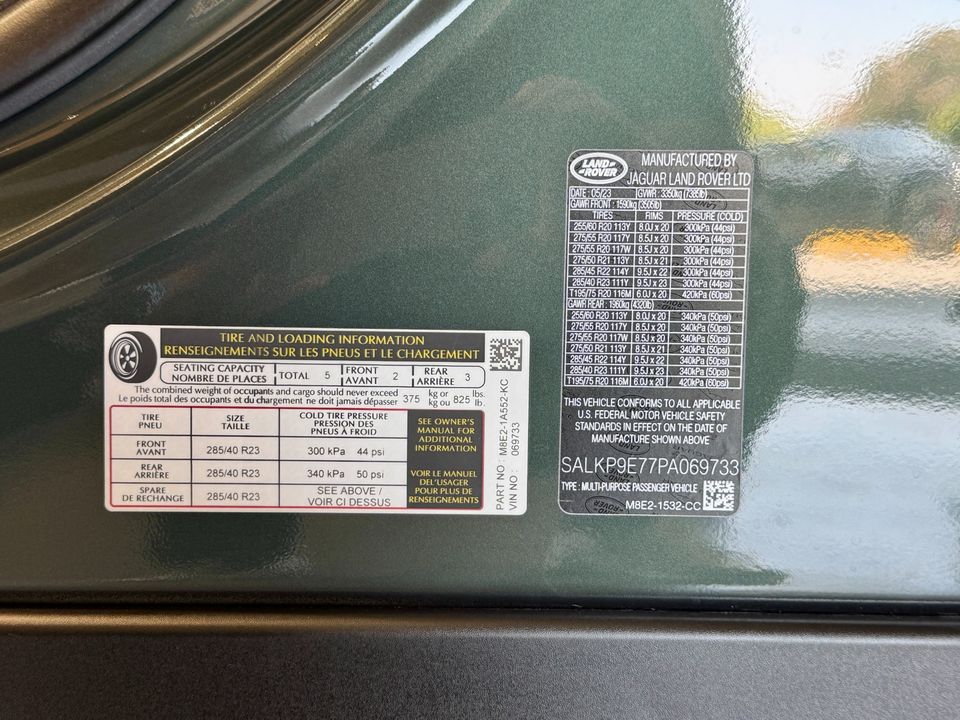 TIRE AND LOADING INFORMATION
RENSEIGNEMENTS SUR LES PNEUS ET LE CHARGEMENT
SEATING CAPACITY
NOMBRE DE PLACES
TOTAL 5
FRONT
AVANT 2
REAR
ARRIÈRE 3
The combined weight of occupants and cargo should never exceed 375 kg or 825 lbs.
Le poids total des occupants et du chargement ne doit jamais dépasser kg ou lb.
TIRE
PNEU
SIZE
TAILLE
COLD TIRE PRESSURE
PRESSION DES
PNEUS À FROID
FRONT
AVANT
285/40 R23
300 kPa 44 psi
REAR
ARRIÈRE
285/40 R23
340 kPa 50 psi
SPARE
DE RECHANGE
285/40 R23
SEE ABOVE /
VOIR CI DESSUS
SEE OWNER'S
MANUAL FOR
ADDITIONAL
INFORMATION
VOIR LE MANUEL
DEL'USAGER
POUR PLUS DE
RENSEIGNEMENTS
PART NO : M8E2-1A552-KC
VIN NO : 069733
LAND ROVER
MANUFACTURED BY
JAGUAR LAND ROVER LTD
DATE : 05/23 GVWR : 3350kg (7385lb)
GAWR FRONT : 1590kg (3505lb)
TIRES RIMS PRESSURE (COLD)
255/60 R20 113Y 8.0J x 20 300kPa (44psi)
275/55 R20 117Y 8.5J x 20 300kPa (44psi)
275/55 R20 117W 8.5J x 20 300kPa (44psi)
275/50 R21 113Y 8.5J x 21 300kPa (44psi)
285/45 R22 114Y 9.5J x 22 300kPa (44psi)
285/40 R23 111Y 9.5J x 23 300kPa (44psi)
T195/75 R20 116M 6.0J x 20 420kPa (60psi)
GAWR REAR : 1960kg (4320lb)
255/60 R20 113Y 8.0J x 20 340kPa (50psi)
275/55 R20 117Y 8.5J x 20 340kPa (50psi)
275/55 R20 117W 8.5J x 20 340kPa (50psi)
275/50 R21 113Y 8.5J x 21 340kPa (50psi)
285/45 R22 114Y 9.5J x 22 340kPa (50psi)
285/40 R23 111Y 9.5J x 23 340kPa (50psi)
T195/75 R20 116M 6.0J x 20 420kPa (60psi)
THIS VEHICLE CONFORMS TO ALL APPLICABLE
U.S. FEDERAL MOTOR VEHICLE SAFETY
STANDARDS IN EFFECT ON THE DATE OF
MANUFACTURE SHOWN ABOVE
SALKP9E77PA069733
TYPE : MULTI-PURPOSE PASSENGER VEHICLE
M8E2-1532-CC